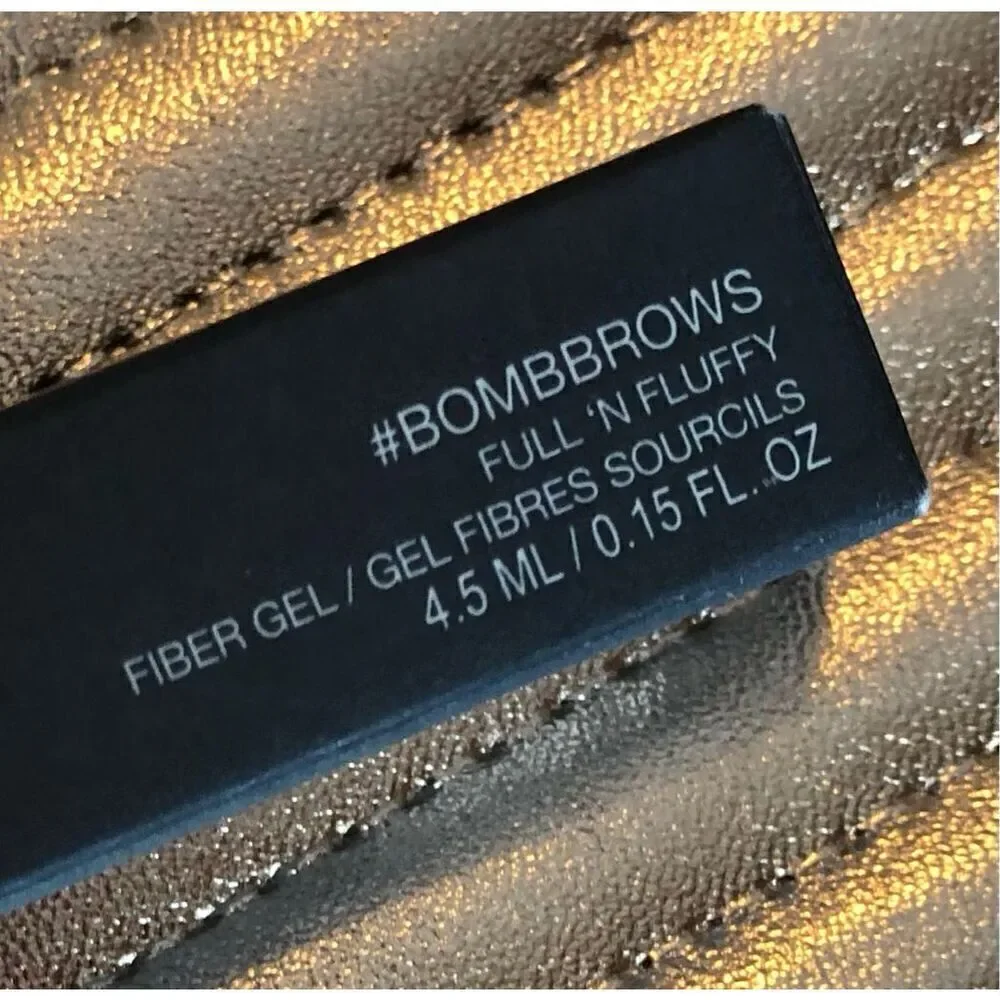 #BOMBBROWS
FULL 'N FLUFFY
FIBER GEL / GEL FIBRES SOURCILS
4.5 ML / 0.15 FL. OZ